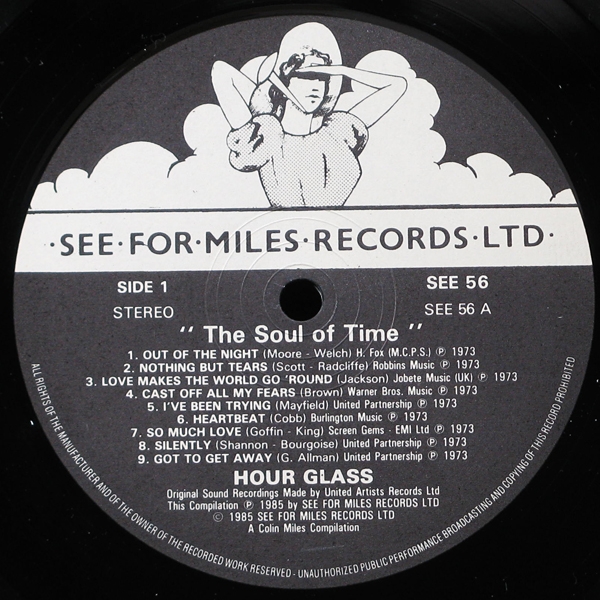 ·SEE·FOR·MILES·RECORDS·LTD·
SIDE 1
SEE 56
STEREO
SEE 56 A
“ The Soul of Time ”
1. OUT OF THE NIGHT (Moore - Welch) H. Fox (M.C.P.S.) ℗ 1973
2. NOTHING BUT TEARS (Scott - Radcliffe) Robbins Music ℗ 1973
3. LOVE MAKES THE WORLD GO 'ROUND (Jackson) Jobete Music (UK) ℗ 1973
4. CAST OFF ALL MY FEARS (Brown) Warner Bros. Music ℗ 1973
5. I'VE BEEN TRYING (Mayfield) United Partnership ℗ 1973
6. HEARTBEAT (Cobb) Burlington Music ℗ 1973
7. SO MUCH LOVE (Goffin - King) Screen Gems - EMI Ltd ℗ 1973
8. SILENTLY (Shannon - Bourgoise) United Partnership ℗ 1973
9. GOT TO GET AWAY (G. Allman) United Partnership ℗ 1973
HOUR GLASS
Original Sound Recordings Made by United Artists Records Ltd
This Compilation ℗ 1985 by SEE FOR MILES RECORDS LTD
© 1985 SEE FOR MILES RECORDS LTD
A Colin Miles Compilation
ALL RIGHTS OF THE MANUFACTURER AND OF THE OWNER OF THE RECORDED WORK RESERVED - UNAUTHORIZED PUBLIC PERFORMANCE BROADCASTING AND COPYING OF THIS RECORD PROHIBITED